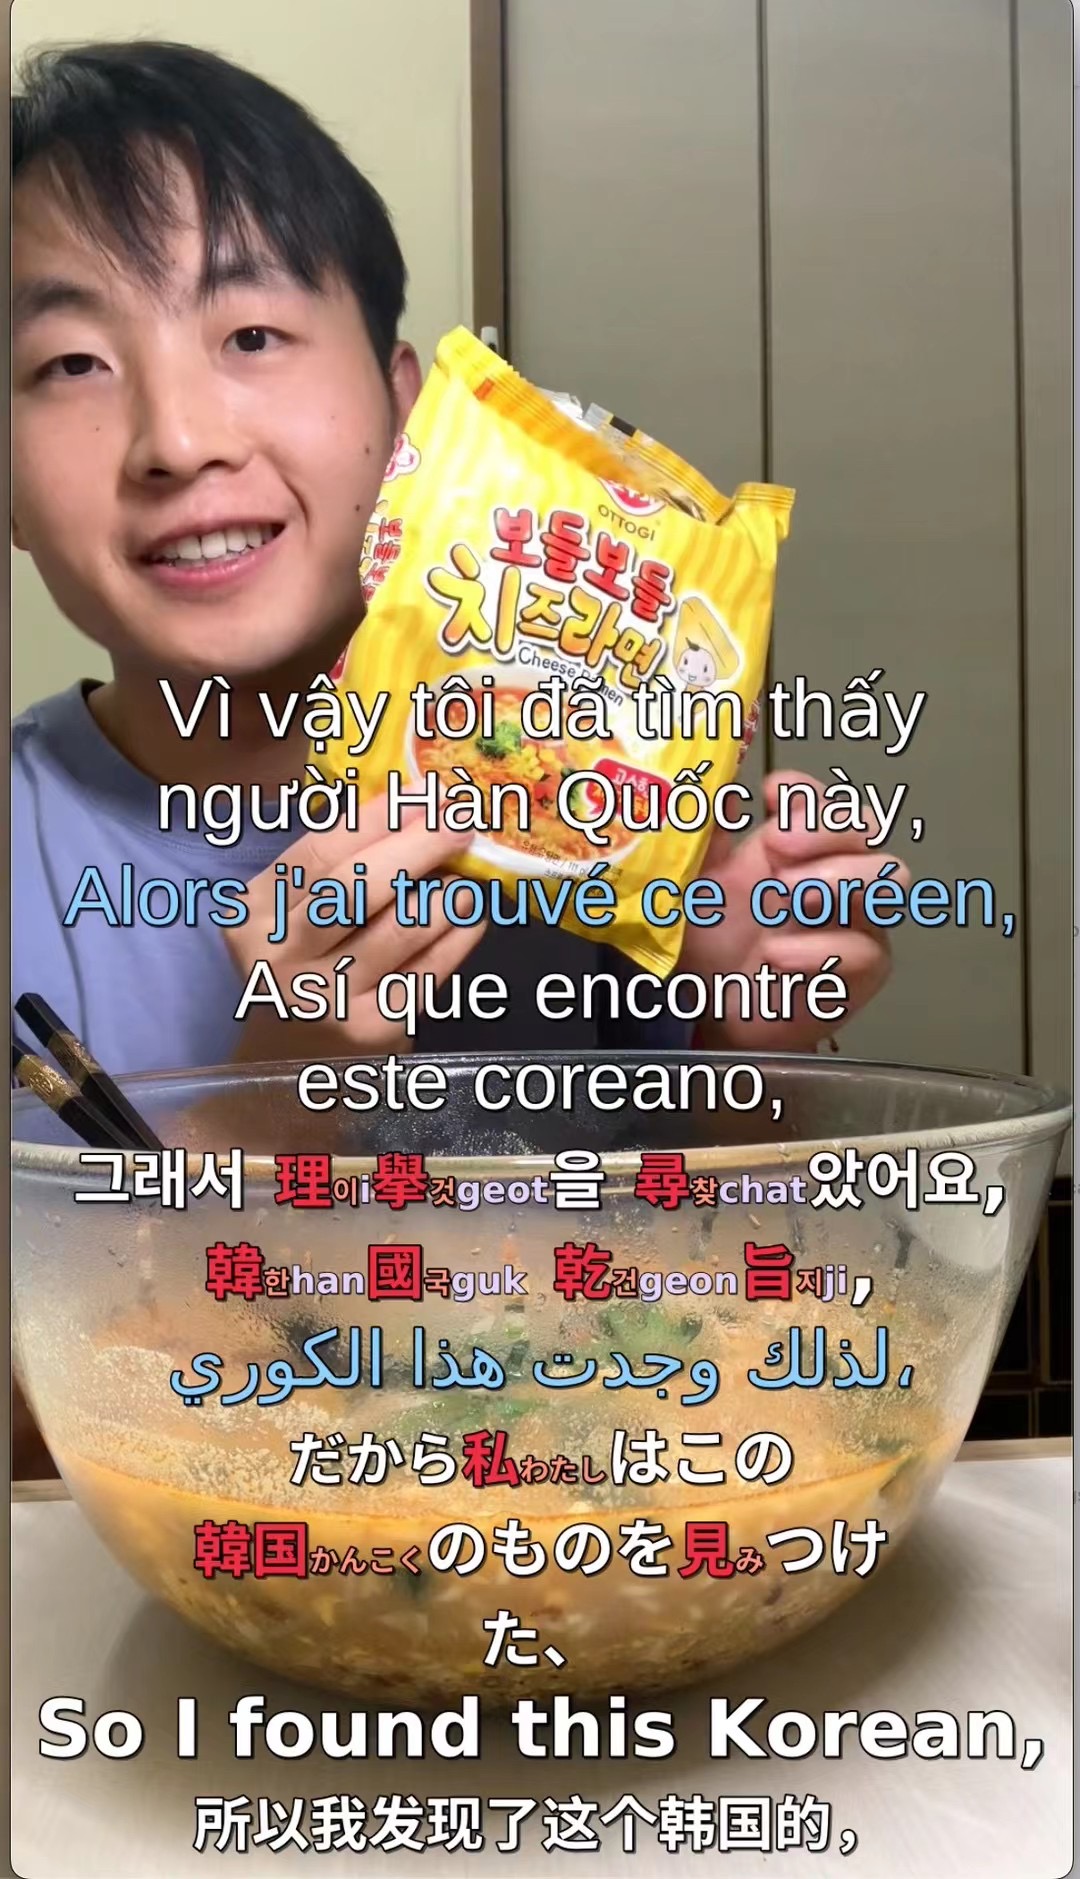 OTTOGI
보들보들
치즈라면
Cheese Ramen
Vì vậy tôi đã tìm thấy
người Hàn Quốc này,
Alors j'ai trouvé ce coréen,
Así que encontré
este coreano,
그래서 理이i擧것geot을 尋찾chat았어요,
韓한han國국guk 乾건geon旨지ji,
لذلك وجدت هذا الكوري،
だから私わたしはこの
韓国かんこくのものを見みつけ
た、
So I found this Korean,
所以我发现了这个韩国的，